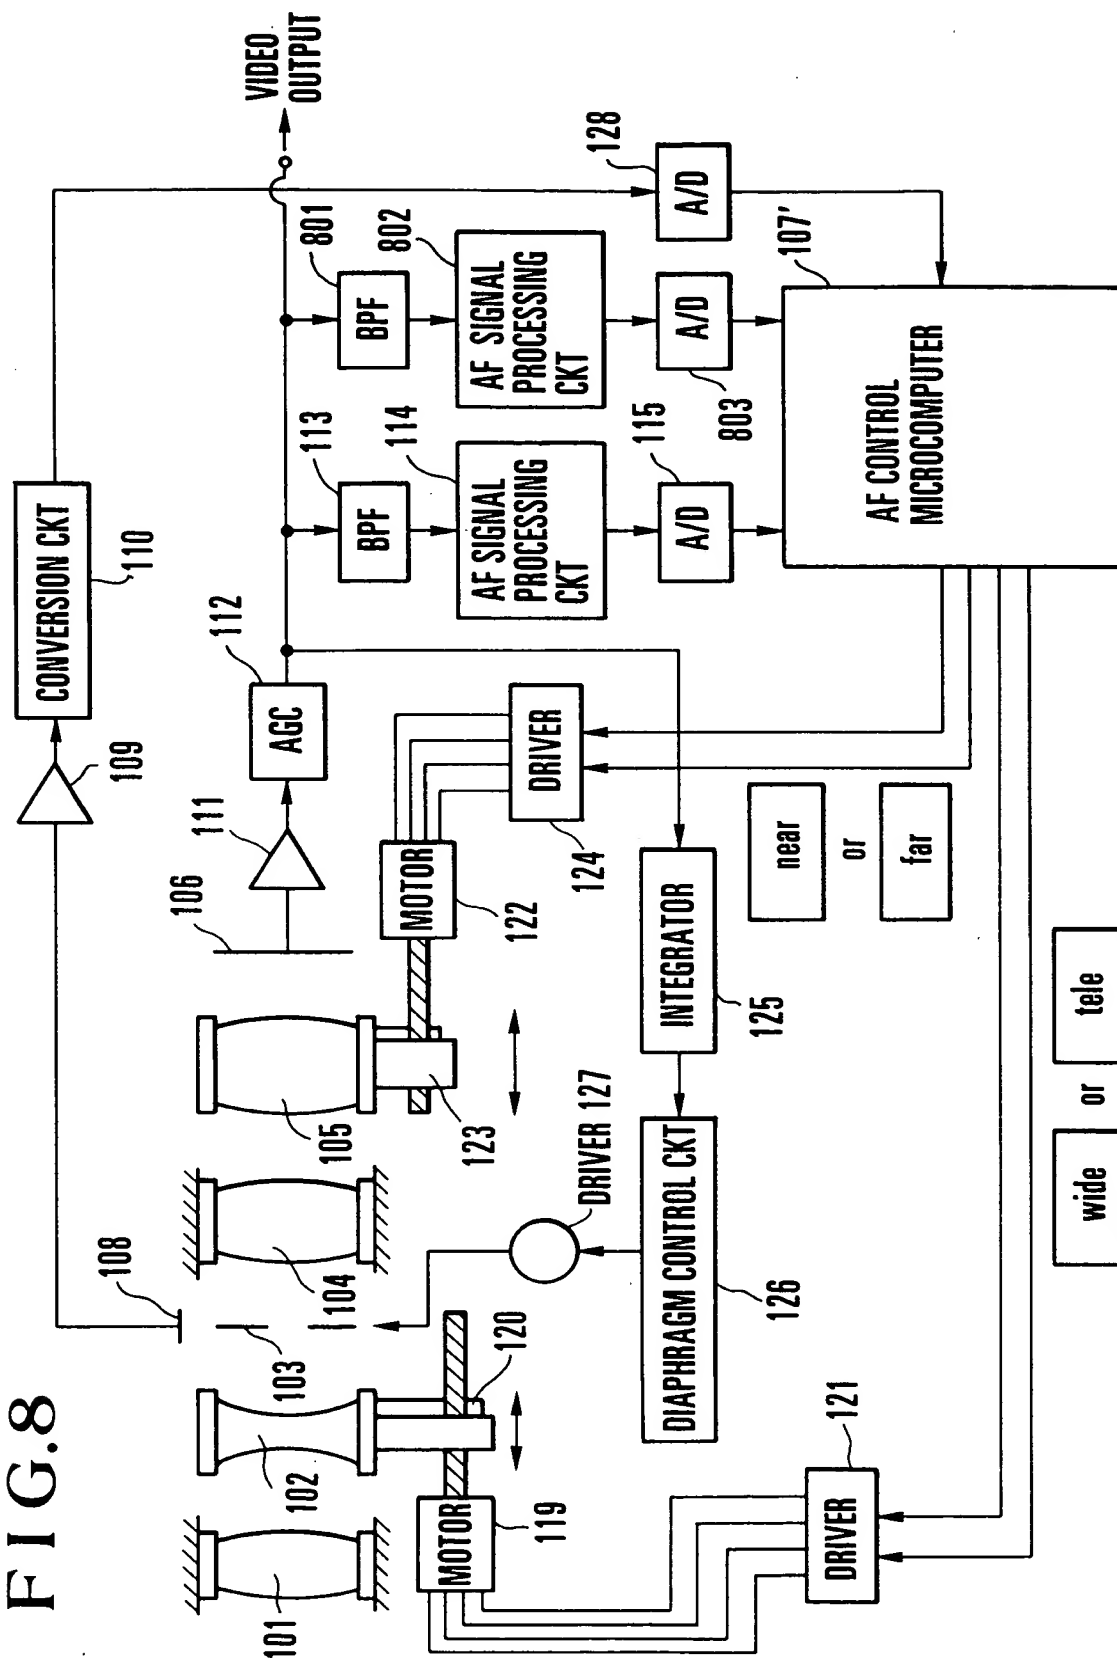 FIG.8
CONVERSION CKT
110
109
VIDEO
OUTPUT
108
106
111
112
AGC
113
BPF
801
BPF
101
102
103
104
105
114
AF SIGNAL
PROCESSING
CKT
802
AF SIGNAL
PROCESSING
CKT
128
A/D
MOTOR
119
120
123
MOTOR
122
DRIVER
124
115
A/D
803
A/D
DRIVER 127
DIAPHRAGM CONTROL CKT
126
INTEGRATOR
125
near
or
far
107'
AF CONTROL
MICROCOMPUTER
121
DRIVER
wide
or
tele